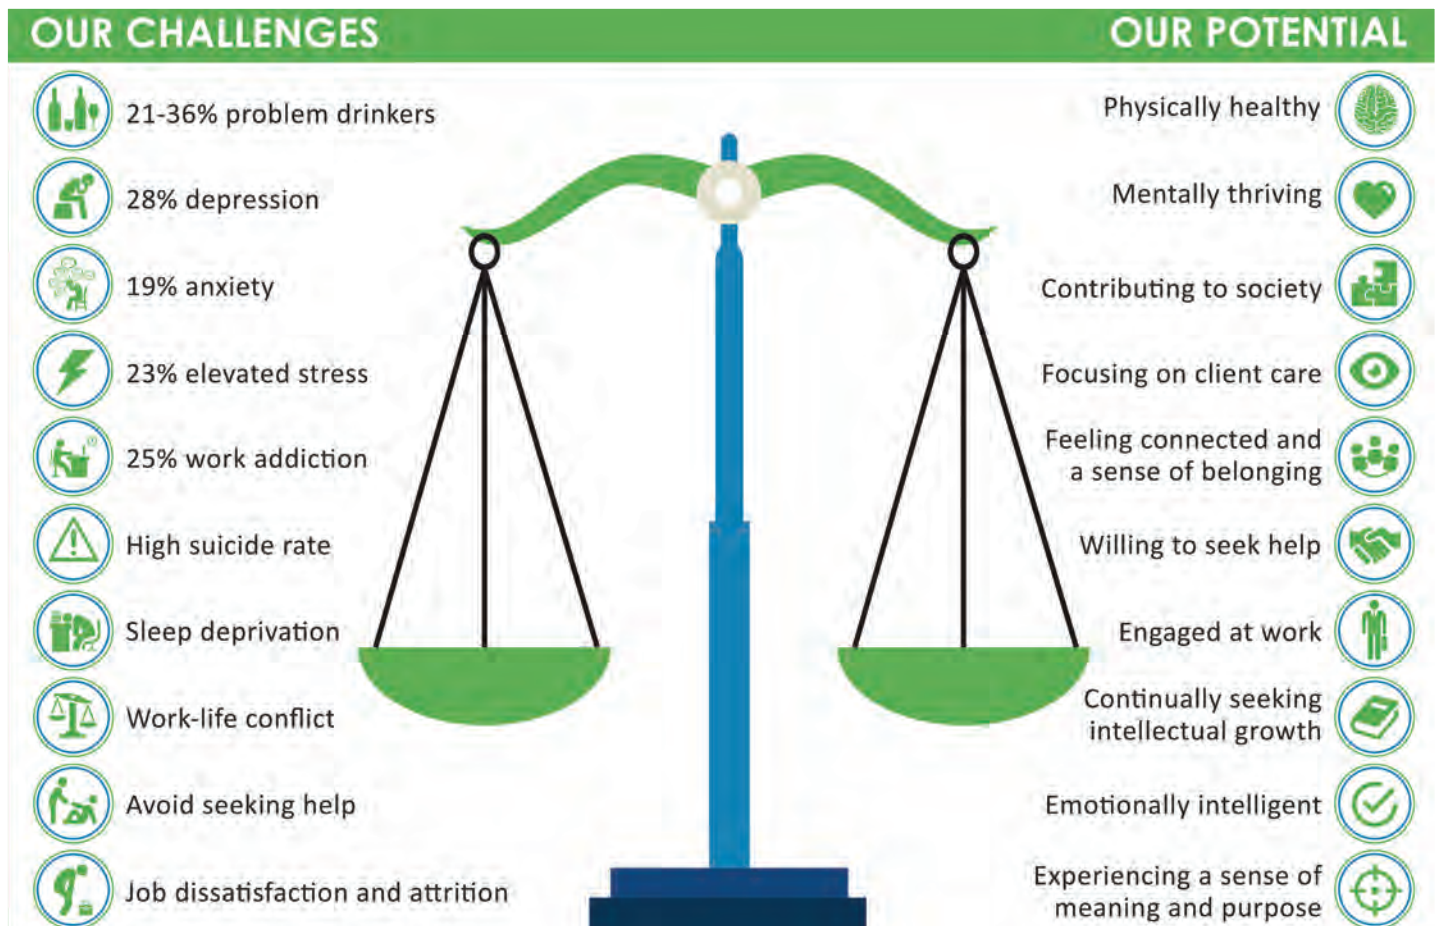 OUR CHALLENGES
21-36% problem drinkers
28% depression
19% anxiety
23% elevated stress
25% work addiction
High suicide rate
Sleep deprivation
Work-life conflict
Avoid seeking help
Job dissatisfaction and attrition
OUR POTENTIAL
Physically healthy
Mentally thriving
Contributing to society
Focusing on client care
Feeling connected and
a sense of belonging
Willing to seek help
Engaged at work
Continually seeking
intellectual growth
Emotionally intelligent
Experiencing a sense of
meaning and purpose